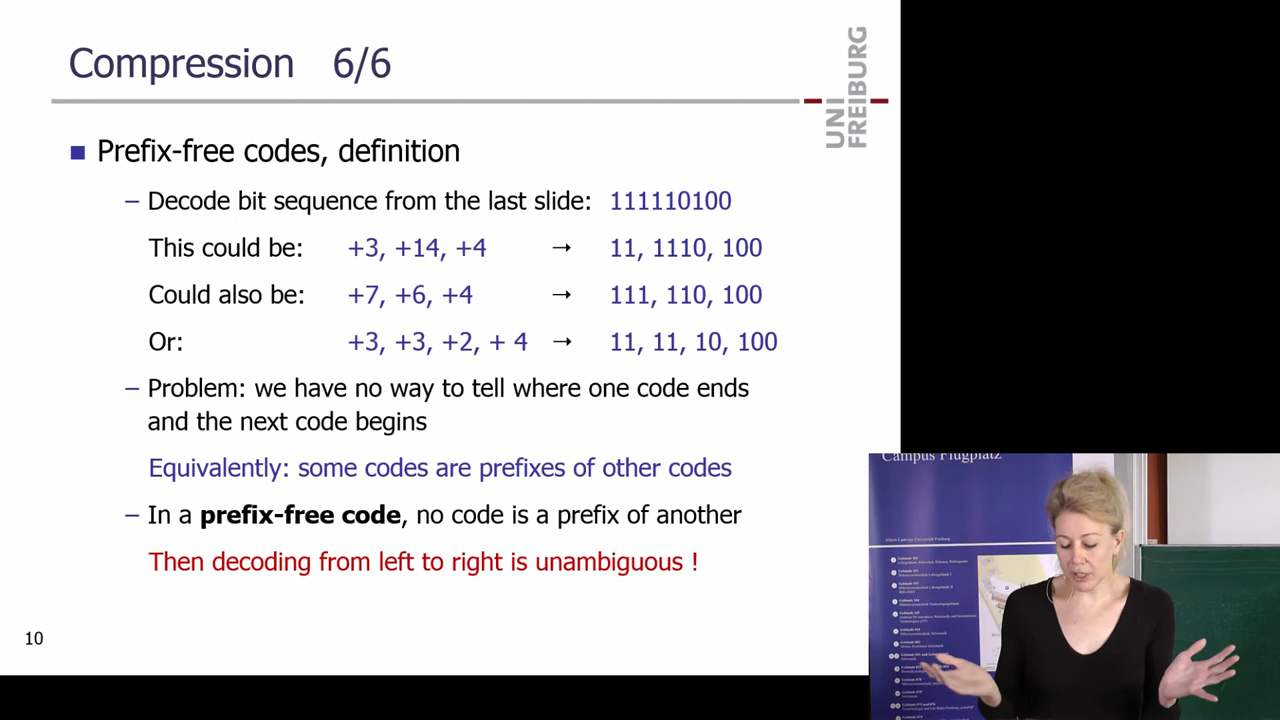 Compression 6/6
UNI
FREIBURG
■ Prefix-free codes, definition
– Decode bit sequence from the last slide: 111110100
This could be: +3, +14, +4 → 11, 1110, 100
Could also be: +7, +6, +4 → 111, 110, 100
Or: +3, +3, +2, + 4 → 11, 11, 10, 100
– Problem: we have no way to tell where one code ends
and the next code begins
Equivalently: some codes are prefixes of other codes
– In a prefix-free code, no code is a prefix of another
Then decoding from left to right is unambiguous !
10
Campus Flugplatz
Albert-Ludwigs-Universität Freiburg